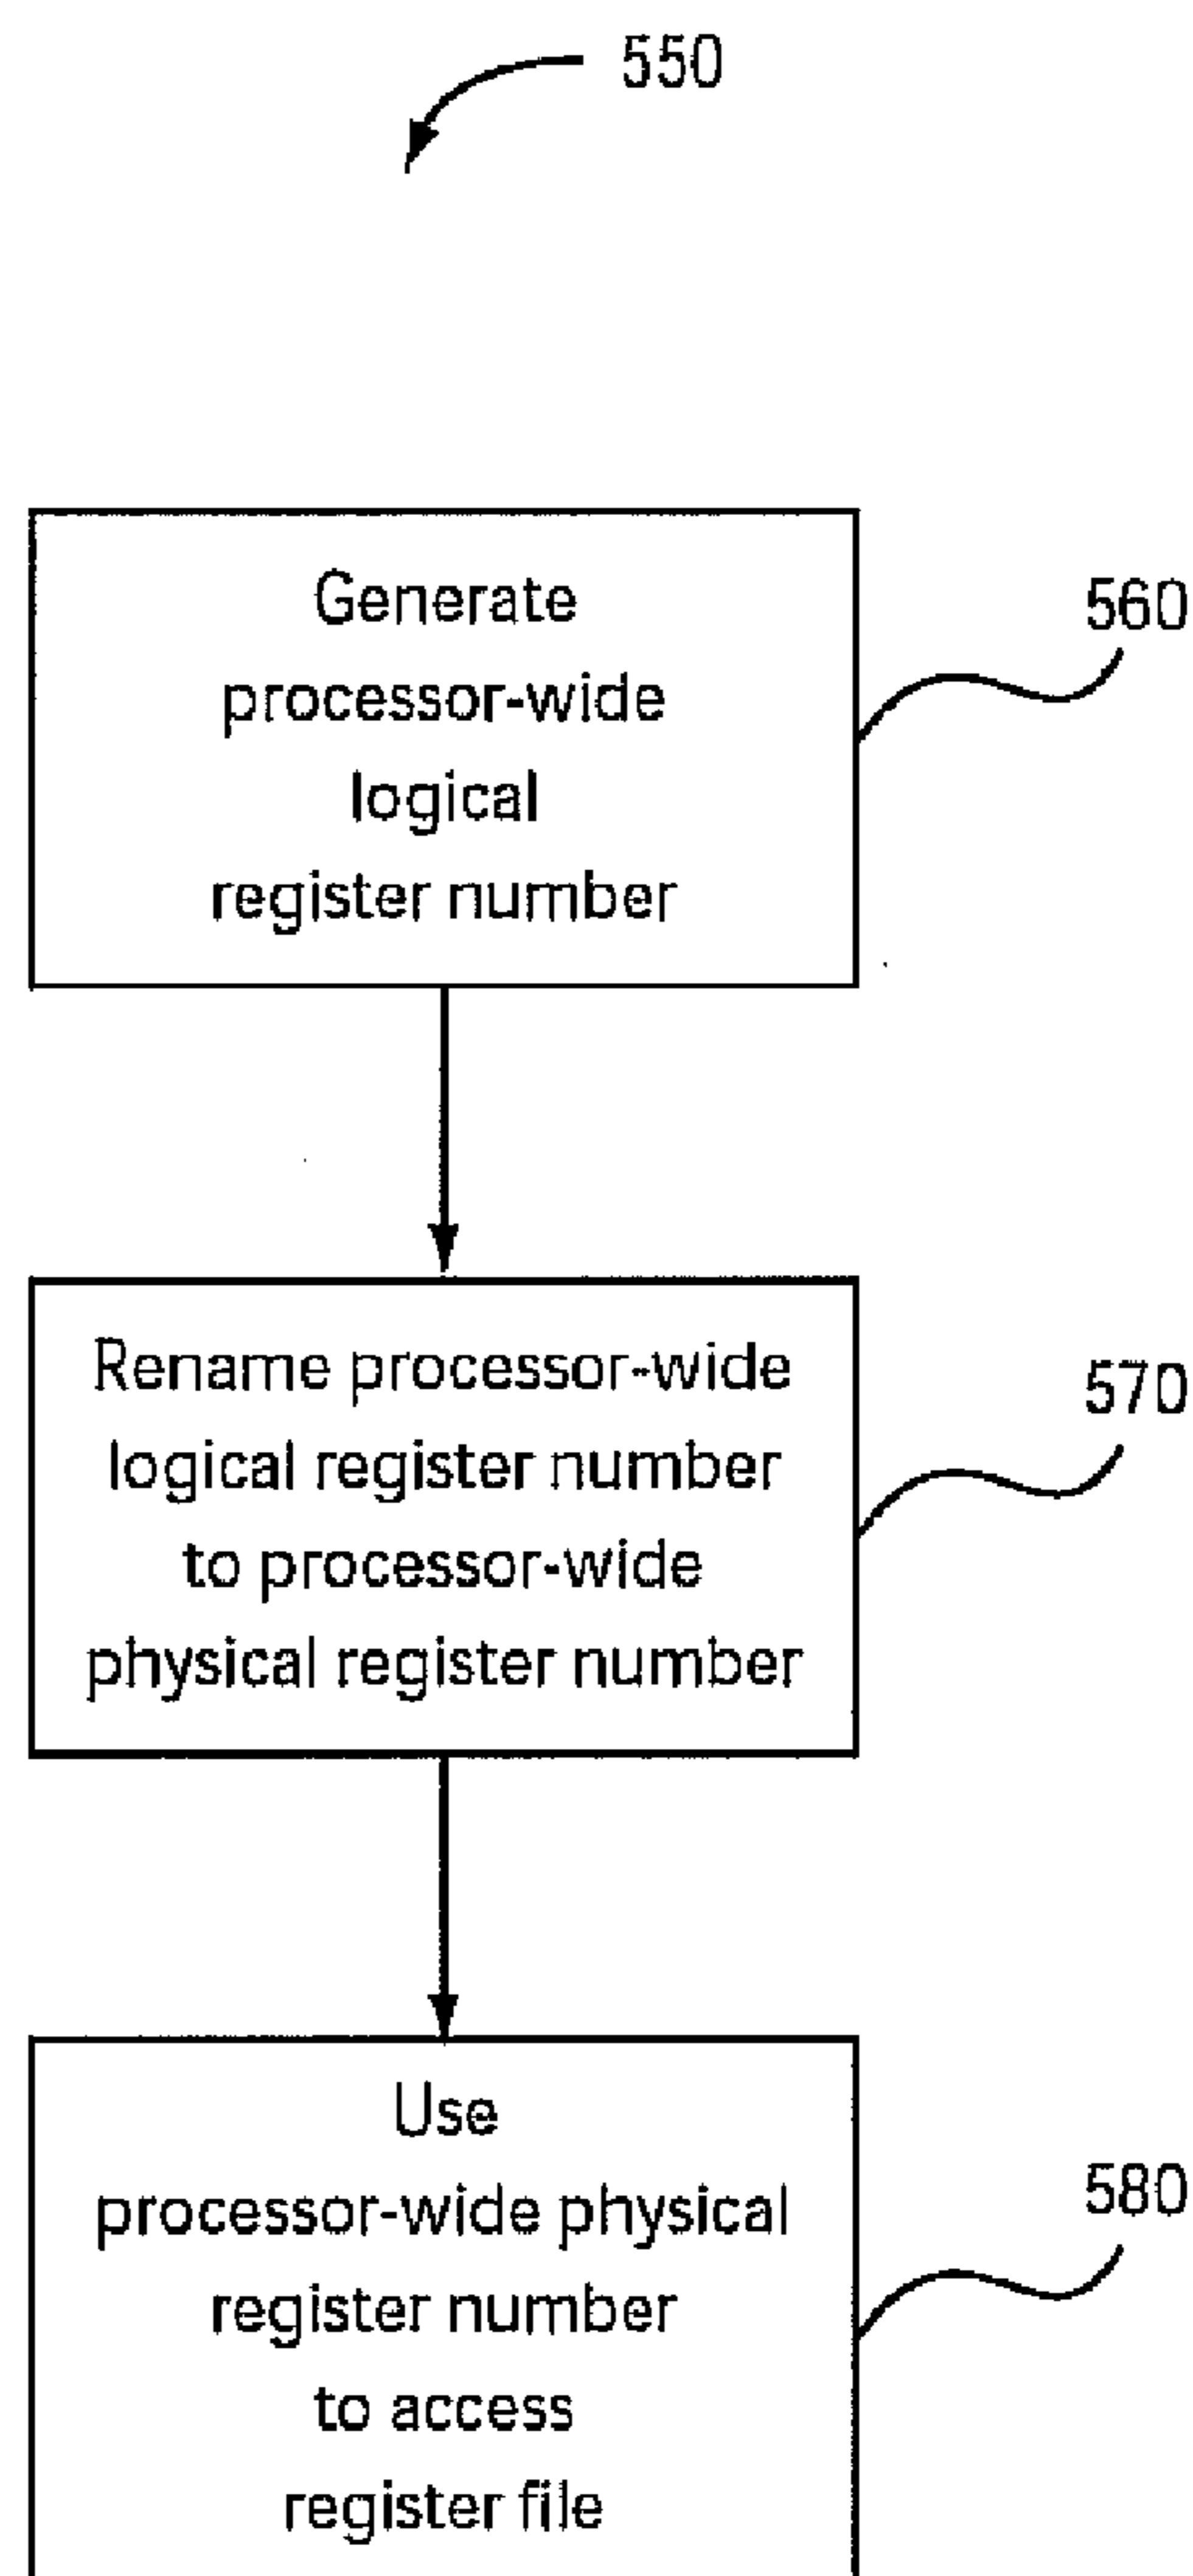 550
Generate
processor-wide
logical
register number
560
Rename processor-wide
logical register number
to processor-wide
physical register number
570
Use
processor-wide physical
register number
to access
register file
580